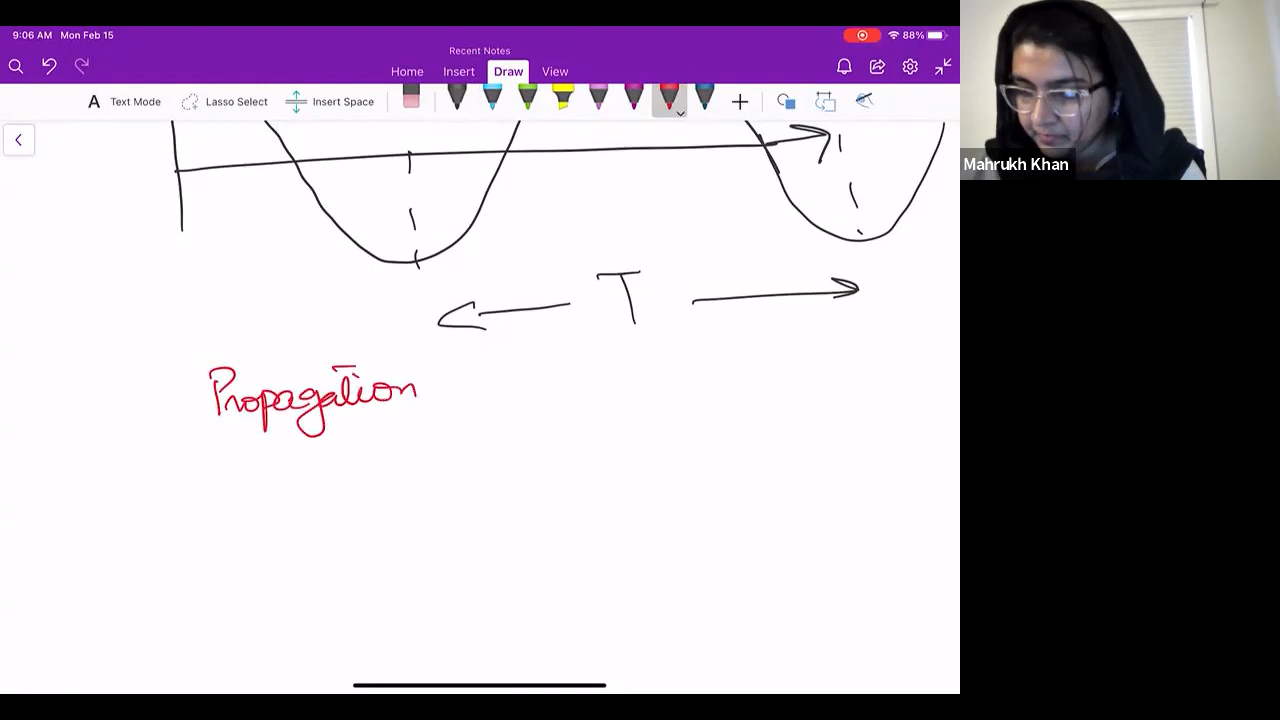 9:06 AM Mon Feb 15
88%
Recent Notes
Home Insert Draw View
A Text Mode Lasso Select Insert Space
Mahrukh Khan
T
Propagation